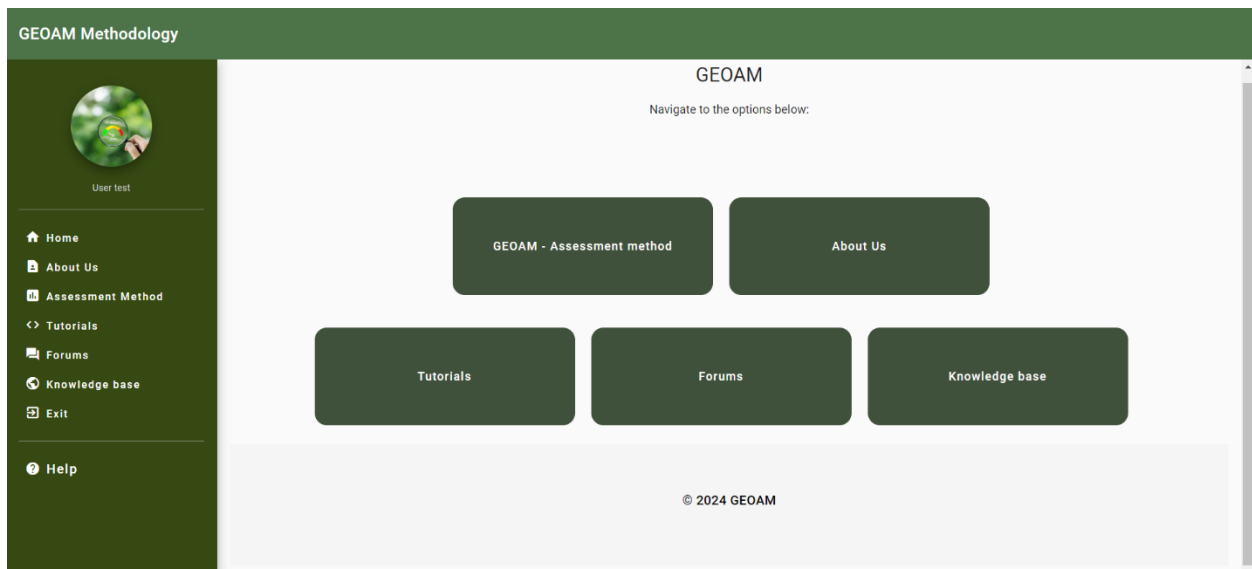 GEOAM Methodology
User test
Home
About Us
Assessment Method
Tutorials
Forums
Knowledge base
Exit
Help
GEOAM
Navigate to the options below:
GEOAM - Assessment method
About Us
Tutorials
Forums
Knowledge base
© 2024 GEOAM